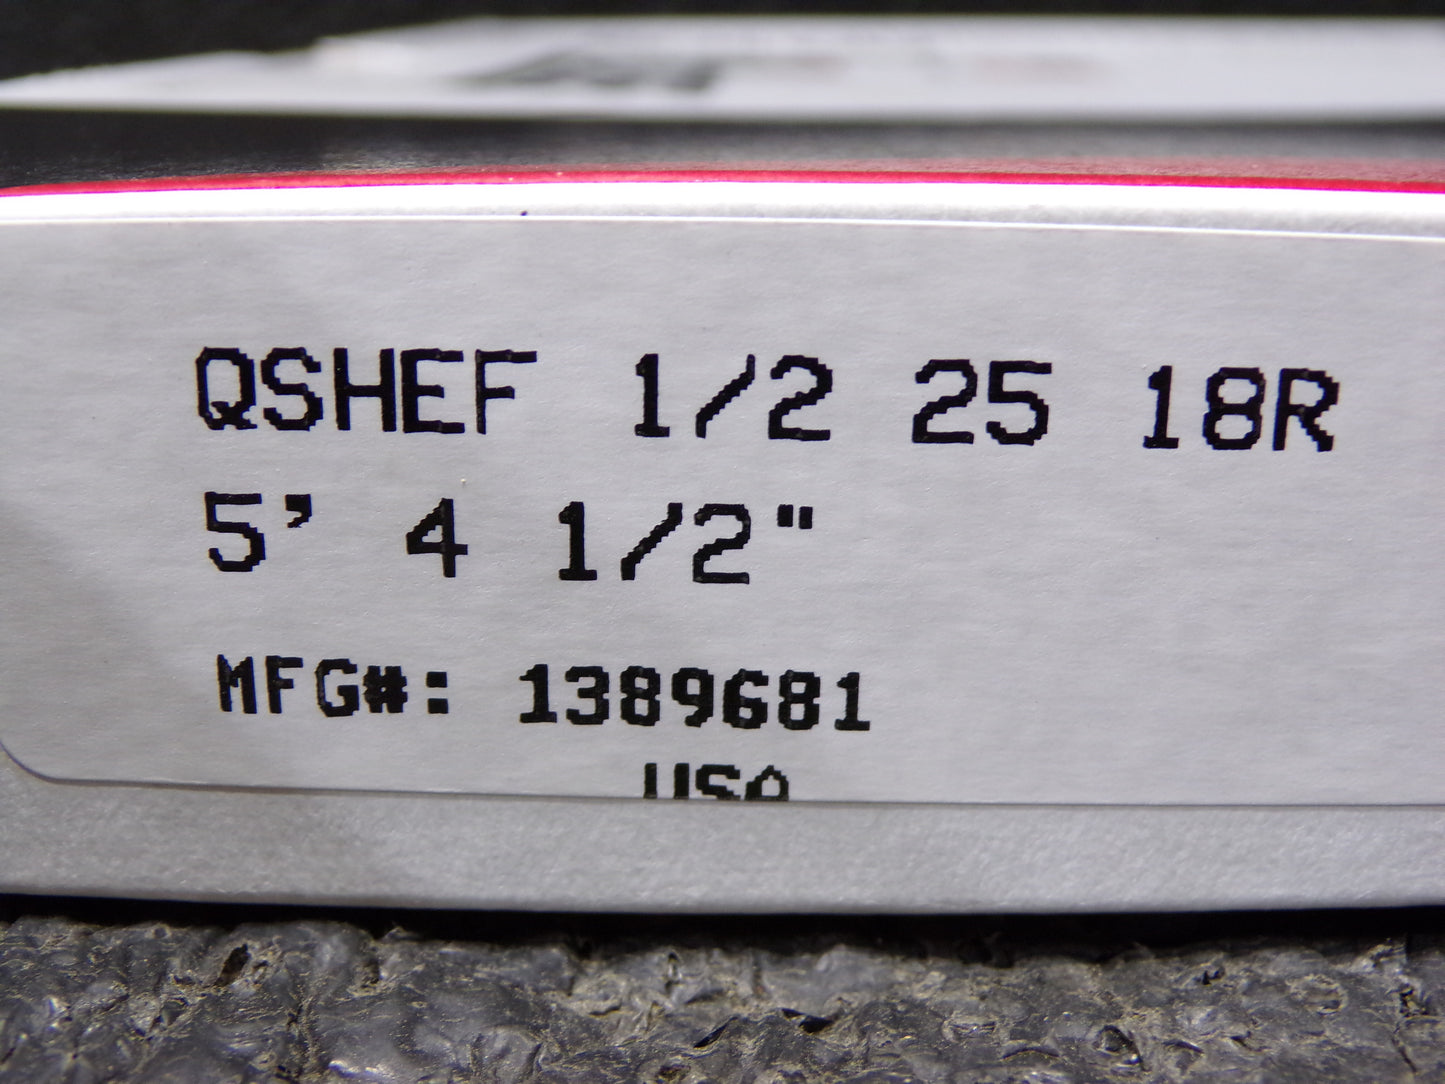 QSHEF 1/2 25 18R
5' 4 1/2"
MFG#: 1389681
USA